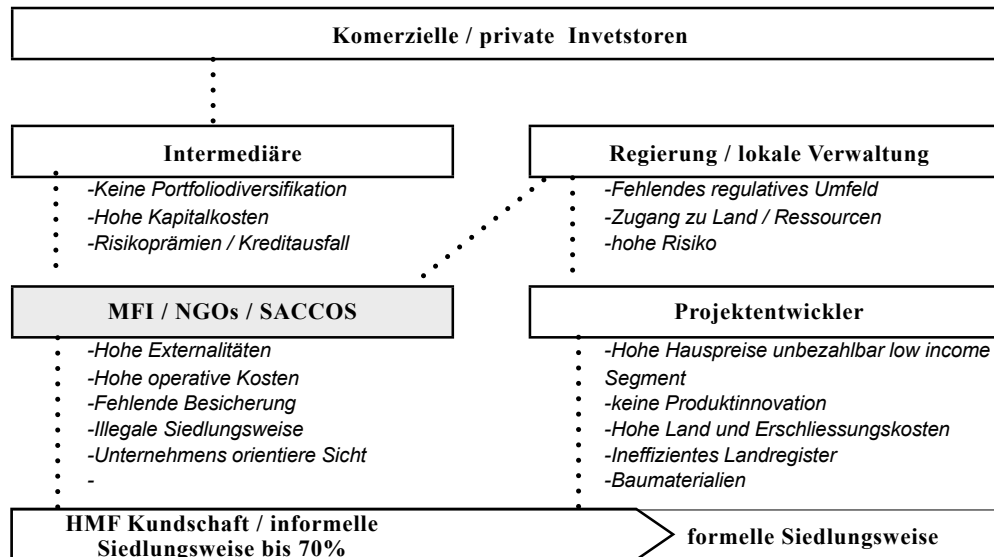 Komerzielle / private Invetstoren
Intermediäre
-Keine Portfoliodiversifikation
-Hohe Kapitalkosten
-Risikoprämien / Kreditausfall
Regierung / lokale Verwaltung
-Fehlendes regulatives Umfeld
-Zugang zu Land / Ressourcen
-hohe Risiko
MFI / NGOs / SACCOS
-Hohe Externalitäten
-Hohe operative Kosten
-Fehlende Besicherung
-Illegale Siedlungsweise
-Unternehmens orientiere Sicht
-
Projektentwickler
-Hohe Hauspreise unbezahlbar low income
Segment
-keine Produktinnovation
-Hohe Land und Erschliessungskosten
-Ineffizientes Landregister
-Baumaterialien
HMF Kundschaft / informelle
Siedlungsweise bis 70%
formelle Siedlungsweise